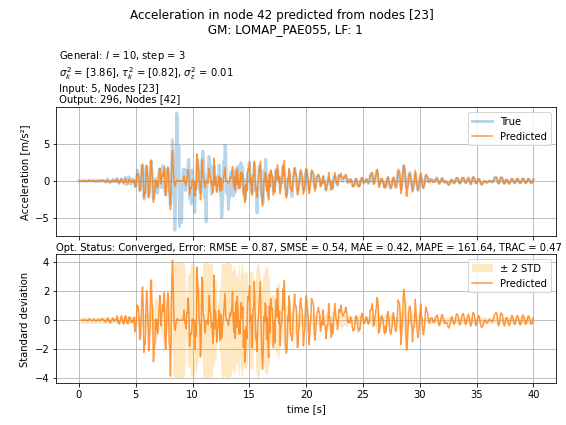 Acceleration in node 42 predicted from nodes [23]
GM: LOMAP_PAE055, LF: 1
General: l = 10, step = 3
σ²ₖ = [3.86], τ²ₖ = [0.82], σ²ε = 0.01
Input: 5, Nodes [23]
Output: 296, Nodes [42]
True
Predicted
Acceleration [m/s²]
5
0
−5
Opt. Status: Converged, Error: RMSE = 0.87, SMSE = 0.54, MAE = 0.42, MAPE = 161.64, TRAC = 0.47
± 2 STD
Predicted
Standard deviation
4
2
0
−2
−4
0 5 10 15 20 25 30 35 40
time [s]